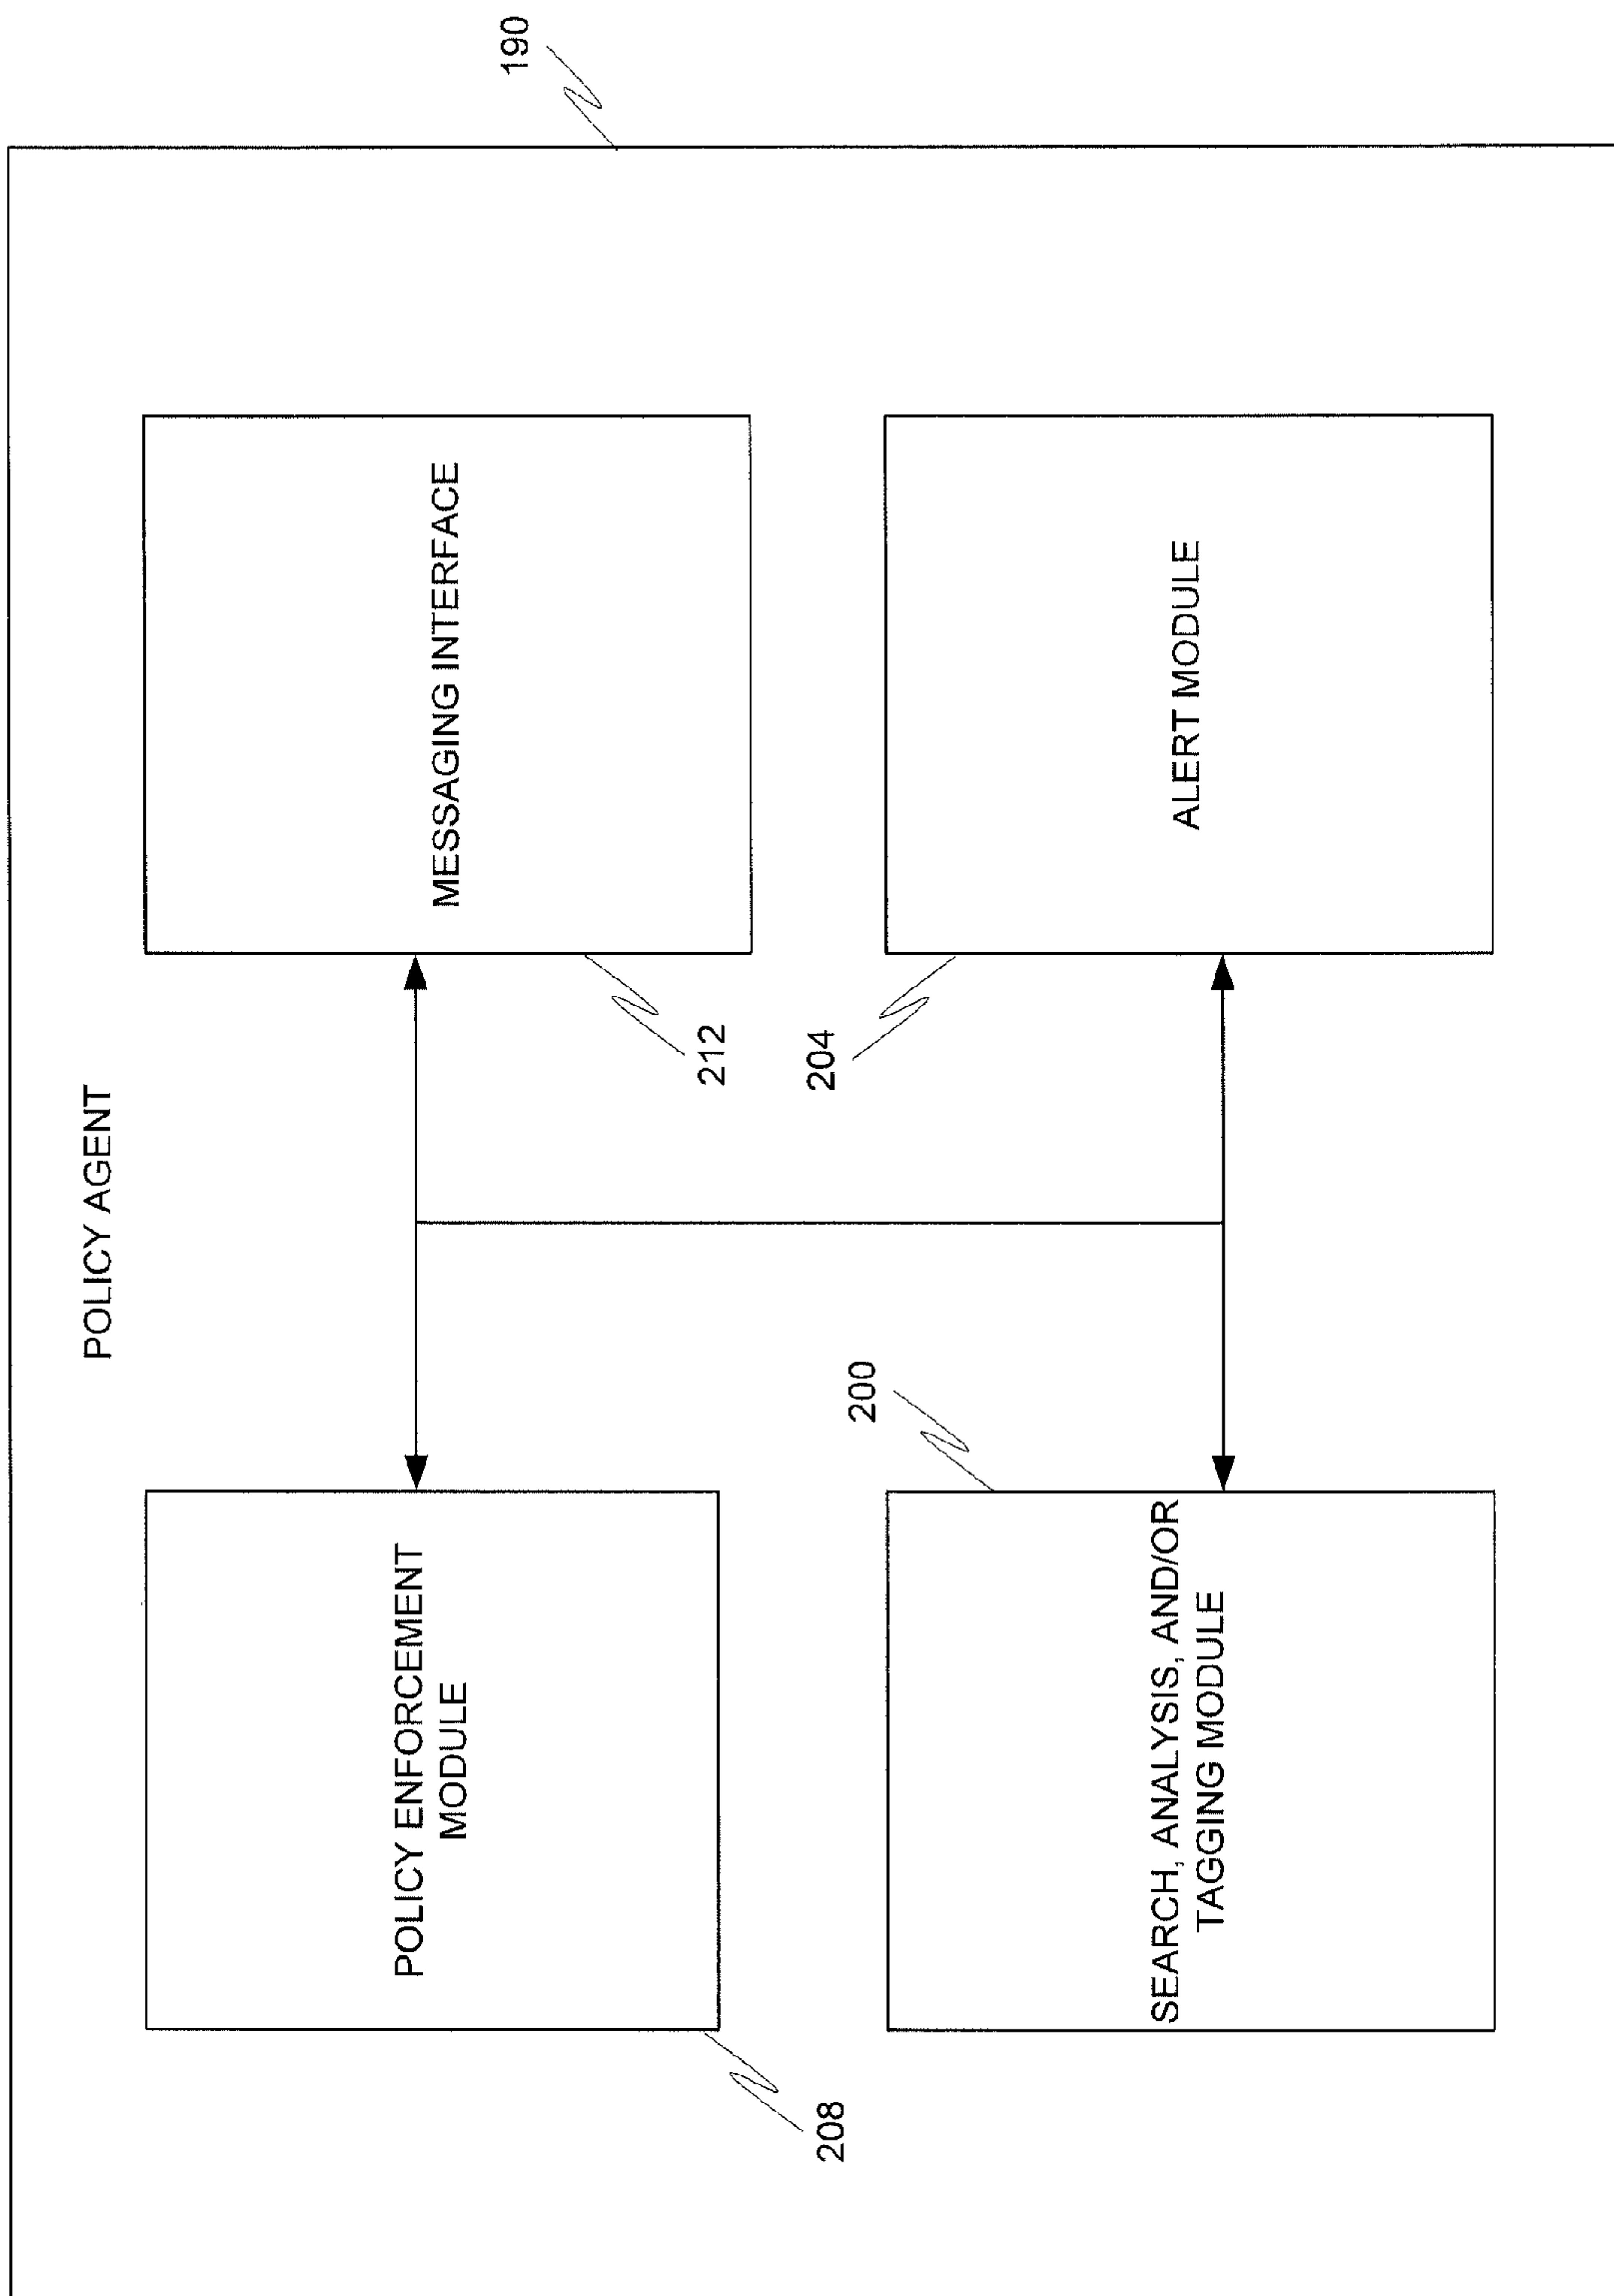 POLICY AGENT
190
POLICY ENFORCEMENT
MODULE
208
MESSAGING INTERFACE
212
SEARCH, ANALYSIS, AND/OR
TAGGING MODULE
200
ALERT MODULE
204